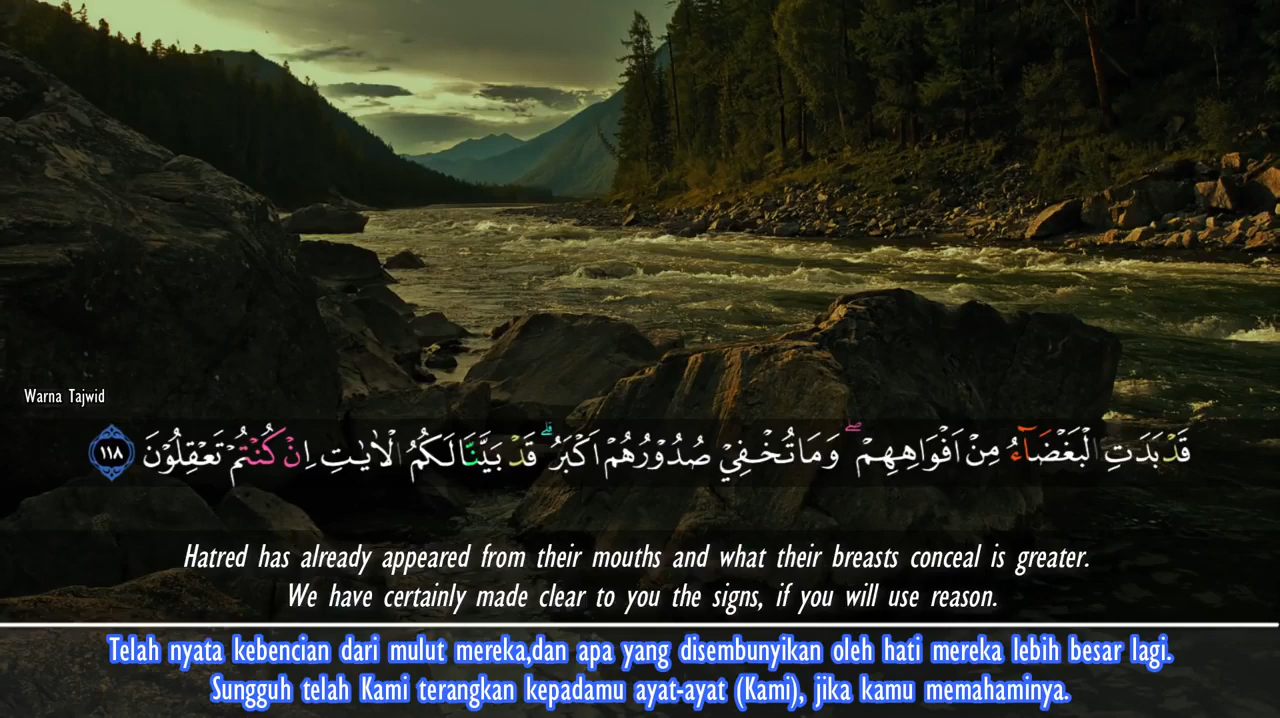 Warna Tajwid
قَدْ بَدَتِ الْبَغْضَاۤءُ مِنْ اَفْوَاهِهِمْۖ وَمَا تُخْفِيْ صُدُوْرُهُمْ اَكْبَرُ ۗ قَدْ بَيَّنَّا لَكُمُ الْاٰيٰتِ اِنْ كُنْتُمْ تَعْقِلُوْنَ ١١٨
Hatred has already appeared from their mouths and what their breasts conceal is greater.
We have certainly made clear to you the signs, if you will use reason.
Telah nyata kebencian dari mulut mereka,dan apa yang disembunyikan oleh hati mereka lebih besar lagi.
Sungguh telah Kami terangkan kepadamu ayat-ayat (Kami), jika kamu memahaminya.